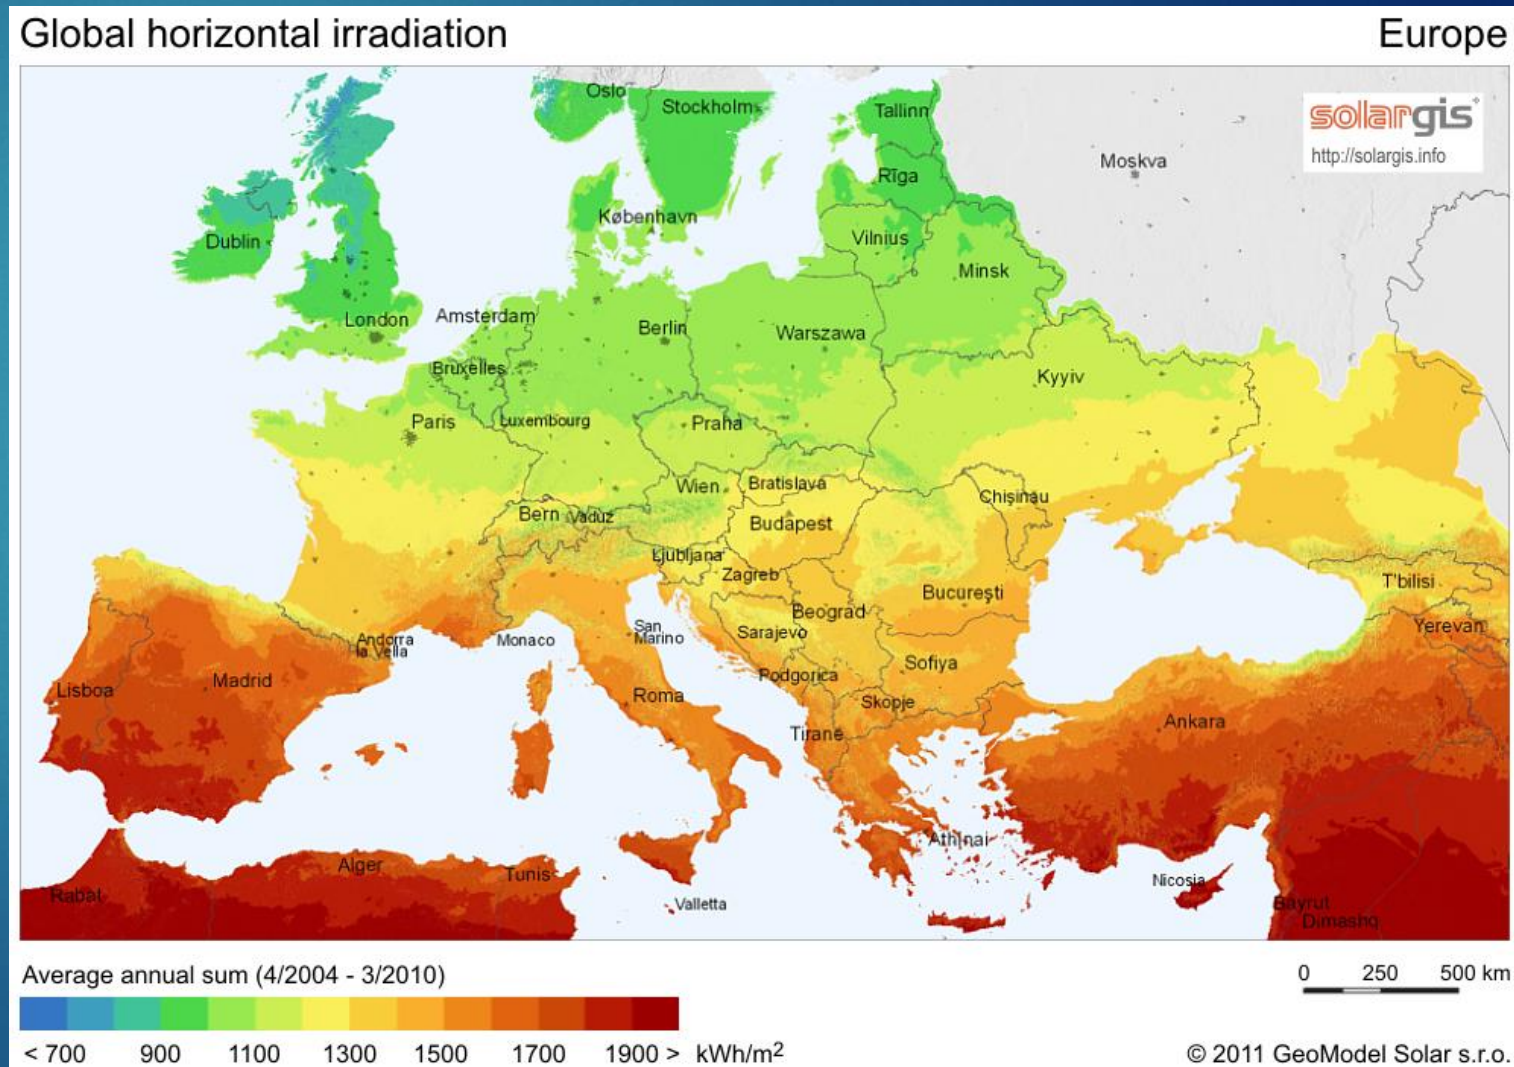 Global horizontal irradiation
Europe
solargis
http://solargis.info
Oslo
Stockholm
Tallinn
Moskva
Rīga
København
Dublin
Vilnius
Minsk
London
Amsterdam
Berlin
Warszawa
Bruxelles
Kyyiv
Paris
Luxembourg
Praha
Wien
Bratislava
Chișinău
Bern
Vaduz
Budapest
Ljubljana
Zagreb
T'bilisi
București
Beograd
Yerevan
San
Marino
Sarajevo
Andorra
la Vella
Monaco
Sofiya
Podgorica
Madrid
Lisboa
Roma
Skopje
Ankara
Tirane
Athinai
Alger
Tunis
Nicosia
Rabat
Valletta
Bayrut
Dimashq
Average annual sum (4/2004 - 3/2010)
0 250 500 km
< 700 900 1100 1300 1500 1700 1900 > kWh/m2
© 2011 GeoModel Solar s.r.o.